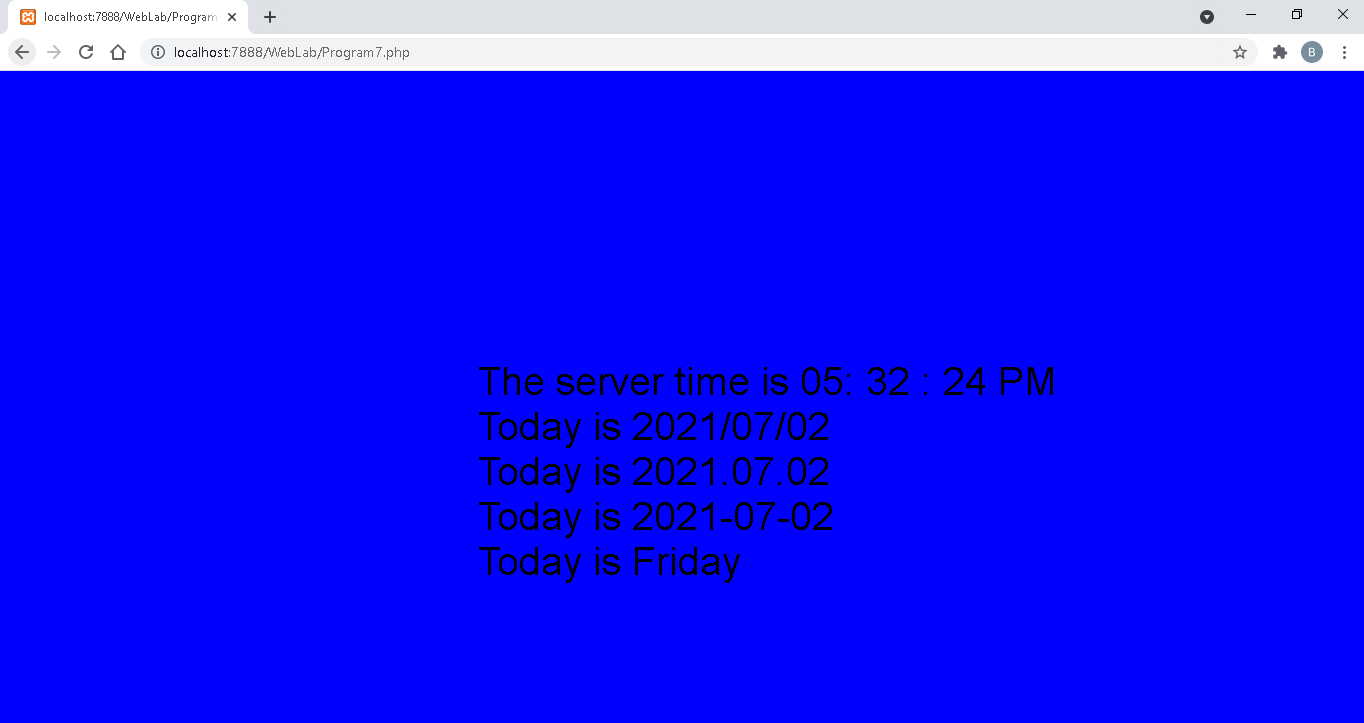 localhost:7888/WebLab/Program
localhost:7888/WebLab/Program7.php
B
The server time is 05: 32 : 24 PM
Today is 2021/07/02
Today is 2021.07.02
Today is 2021-07-02
Today is Friday